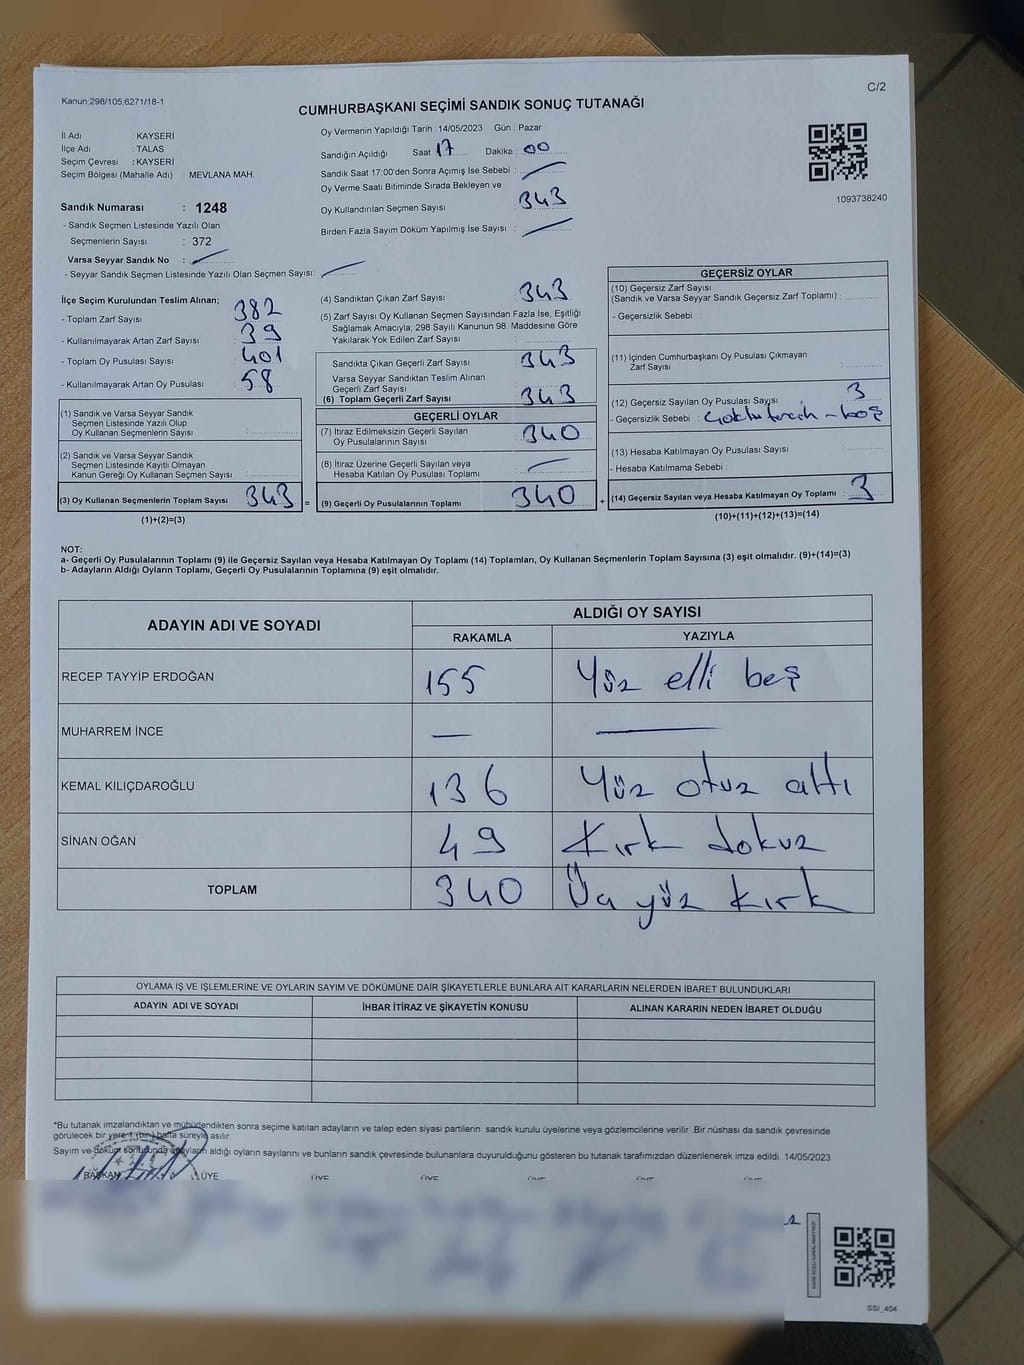 Kanun;298/105;6271/18-1
C/2
CUMHURBAŞKANI SEÇİMİ SANDIK SONUÇ TUTANAĞI
İl Adı : KAYSERİ
İlçe Adı : TALAS
Seçim Çevresi : KAYSERİ
Seçim Bölgesi (Mahalle Adı) : MEVLANA MAH.
Sandık Numarası : 1248
- Sandık Seçmen Listesinde Yazılı Olan
Seçmenlerin Sayısı : 372
Varsa Seyyar Sandık No :
- Seyyar Sandık Seçmen Listesinde Yazılı Olan Seçmen Sayısı:
Oy Vermenin Yapıldığı Tarih :14/05/2023 Gün : Pazar
Sandığın Açıldığı Saat 17 Dakika : 00
Sandık Saat 17.00'den Sonra Açımış İse Sebebi :
Oy Verme Saati Bitiminde Sırada Bekleyen ve
Oy Kullandırılan Seçmen Sayısı : 343
Birden Fazla Sayım Döküm Yapılmış İse Sayısı :
1093738240
İlçe Seçim Kurulundan Teslim Alınan;
- Toplam Zarf Sayısı : 382
- Kullanılmayarak Artan Zarf Sayısı : 39
- Toplam Oy Pusulası Sayısı : 401
- Kullanılmayarak Artan Oy Pusulası : 58
(1) Sandık ve Varsa Seyyar Sandık
Seçmen Listesinde Yazılı Olup
Oy Kullanan Seçmenlerin Sayısı :
(2) Sandık ve Varsa Seyyar Sandık
Seçmen Listesinde Kayıtlı Olmayan
Kanun Gereği Oy Kullanan Seçmen Sayısı :
(3) Oy Kullanan Seçmenlerin Toplam Sayısı : 343 =
(1)+(2)=(3)
(4) Sandıktan Çıkan Zarf Sayısı : 343
(5) Zarf Sayısı Oy Kullanan Seçmen Sayısından Fazla İse, Eşitliği
Sağlamak Amacıyla; 298 Sayılı Kanunun 98. Maddesine Göre
Yakılarak Yok Edilen Zarf Sayısı :
Sandıkta Çıkan Geçerli Zarf Sayısı : 343
Varsa Seyyar Sandıktan Teslim Alınan
Geçerli Zarf Sayısı :
(6) Toplam Geçerli Zarf Sayısı : 343
GEÇERLİ OYLAR
(7) İtiraz Edilmeksizin Geçerli Sayılan
Oy Pusulalarının Sayısı : 340
(8) İtiraz Üzerine Geçerli Sayılan veya
Hesaba Katılan Oy Pusulası Toplamı :
(9) Geçerli Oy Pusulalarının Toplamı : 340 +
GEÇERSİZ OYLAR
(10) Geçersiz Zarf Sayısı
(Sandık ve Varsa Seyyar Sandık Geçersiz Zarf Toplamı) :
- Geçersizlik Sebebi :
(11) İçinden Cumhurbaşkanı Oy Pusulası Çıkmayan
Zarf Sayısı :
(12) Geçersiz Sayılan Oy Pusulası Sayısı : 3
- Geçersizlik Sebebi : Çoklu tercih - boş
(13) Hesaba Katılmayan Oy Pusulası Sayısı :
- Hesaba Katılmama Sebebi :
(14) Geçersiz Sayılan veya Hesaba Katılmayan Oy Toplamı : 3
(10)+(11)+(12)+(13)=(14)
NOT:
a- Geçerli Oy Pusulalarının Toplamı (9) ile Geçersiz Sayılan veya Hesaba Katılmayan Oy Toplamı (14) Toplamları, Oy Kullanan Seçmenlerin Toplam Sayısına (3) eşit olmalıdır. (9)+(14)=(3)
b- Adayların Aldığı Oyların Toplamı, Geçerli Oy Pusulalarının Toplamına (9) eşit olmalıdır.
ADAYIN ADI VE SOYADI
ALDIĞI OY SAYISI
RAKAMLA YAZIYLA
RECEP TAYYİP ERDOĞAN 155 Yüz elli beş
MUHARREM İNCE — —
KEMAL KILIÇDAROĞLU 136 Yüz otuz altı
SİNAN OĞAN 49 Kırk dokuz
TOPLAM 340 Üç yüz kırk
OYLAMA İŞ VE İŞLEMLERİNE VE OYLARIN SAYIM VE DÖKÜMÜNE DAİR ŞİKAYETLERLE BUNLARA AİT KARARLARIN NELERDEN İBARET BULUNDUKLARI
ADAYIN ADI VE SOYADI İHBAR İTİRAZ VE ŞİKAYETİN KONUSU ALINAN KARARIN NEDEN İBARET OLDUĞU
*Bu tutanak imzalandıktan ve mühürlendikten sonra seçime katılan adayların ve talep eden siyasi partilerin sandık kurulu üyelerine veya gözlemcilerine verilir .Bir nüshası da sandık çevresinde
görülecek bir yere 1 (bir) hafta süreyle asılır.
Sayım ve döküm sonucunda adayların aldığı oyların sayılarını ve bunların sandık çevresinde bulunanlara duyurulduğunu gösteren bu tutanak tarafımızdan düzenlenerek imza edildi. 14/05/2023
BAŞKAN ÜYE ÜYE ÜYE ÜYE ÜYE ÜYE
SSI_404